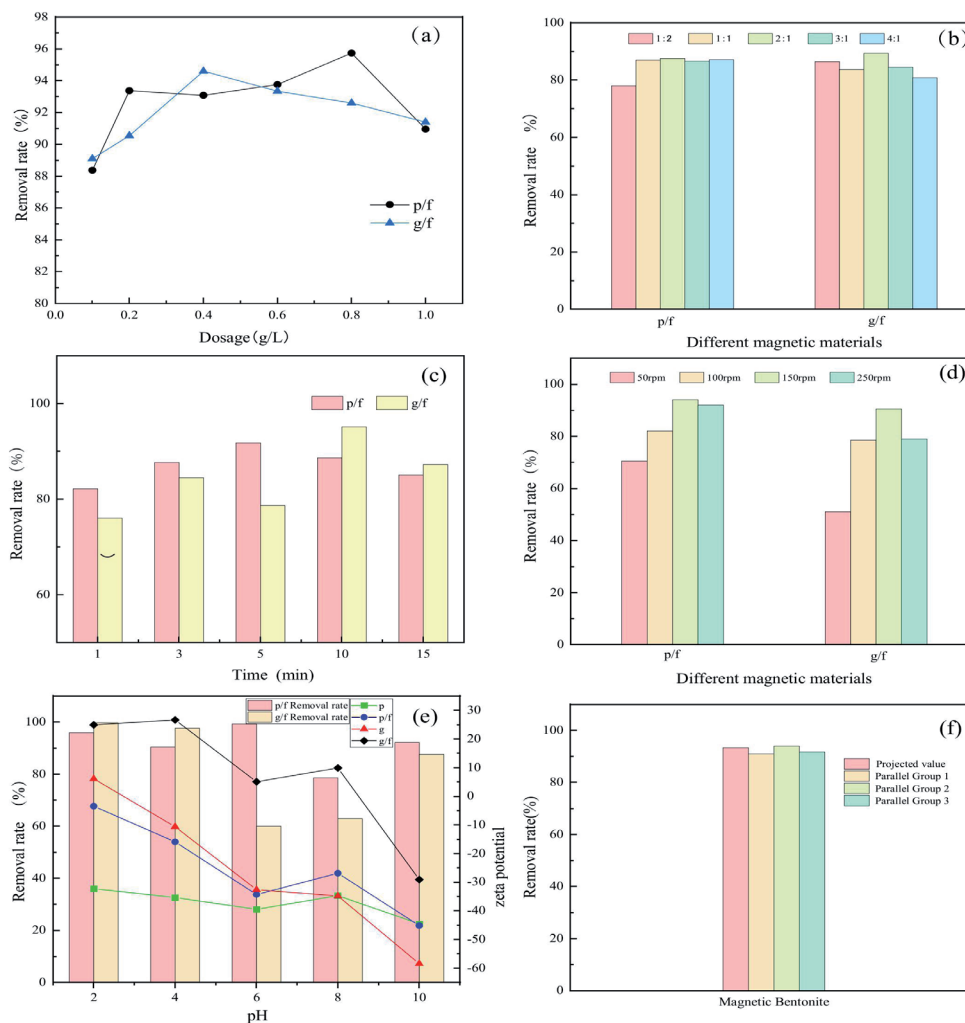 (a)
98
96
94
92
90
88
86
84
82
80
Removal rate (%)
p/f
g/f
0.0 0.2 0.4 0.6 0.8 1.0
Dosage(g/L)
(b)
1:2 1:1 2:1 3:1 4:1
100
80
60
40
20
0
Removal rate %)
p/f g/f
Different magnetic materials
(c)
p/f g/f
100
80
60
Removal rate (%)
1 3 5 10 15
Time (min)
(d)
50rpm 100rpm 150rpm 250rpm
100
80
60
40
20
0
Removal rate (%)
p/f g/f
Different magnetic materials
(e)
p/f Removal rate
g/f Removal rate
p
p/f
g
g/f
100
80
60
40
20
0
Removal rate (%)
30
20
10
0
-10
-20
-30
-40
-50
-60
zeta potential
2 4 6 8 10
pH
(f)
Projected value
Parallel Group 1
Parallel Group 2
Parallel Group 3
100
80
60
40
20
0
Removal rate(%)
Magnetic Bentonite